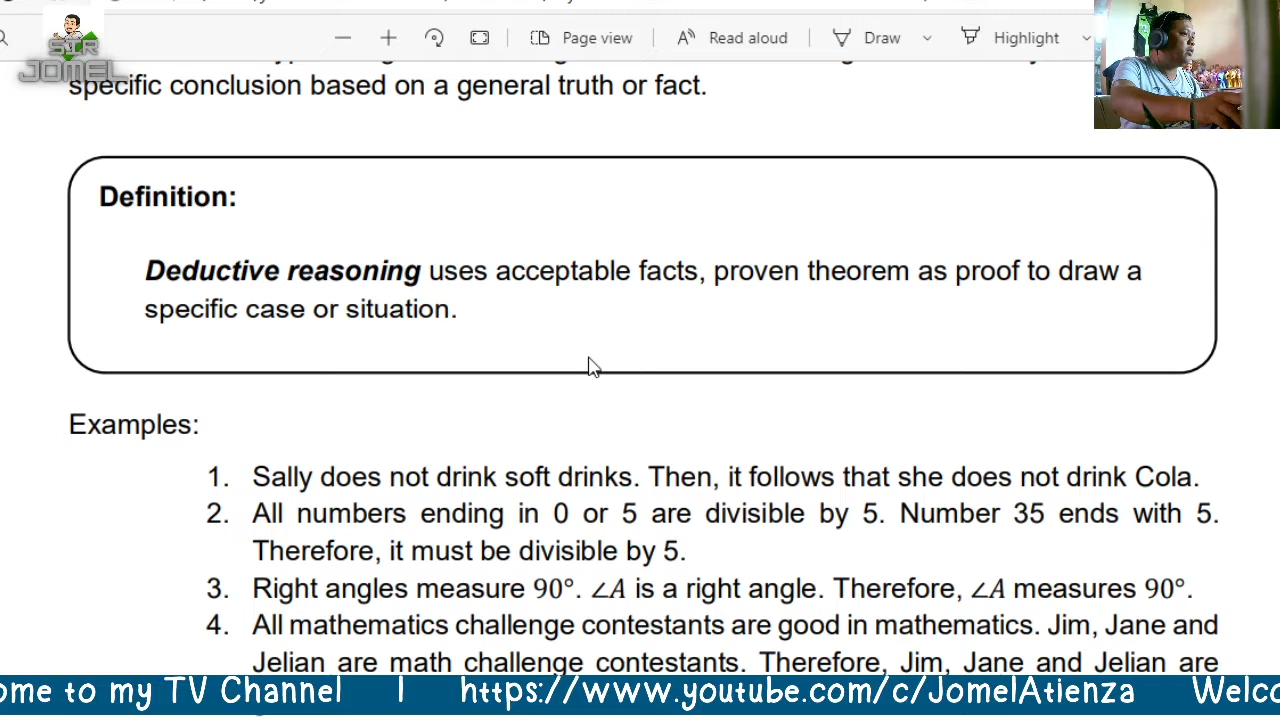 Page view
Read aloud
Draw
Highlight
SIR
JOMEL
specific conclusion based on a general truth or fact.
Definition:
Deductive reasoning uses acceptable facts, proven theorem as proof to draw a
specific case or situation.
Examples:
1. Sally does not drink soft drinks. Then, it follows that she does not drink Cola.
2. All numbers ending in 0 or 5 are divisible by 5. Number 35 ends with 5.
Therefore, it must be divisible by 5.
3. Right angles measure 90°. ∠A is a right angle. Therefore, ∠A measures 90°.
4. All mathematics challenge contestants are good in mathematics. Jim, Jane and
Jelian are math challenge contestants. Therefore, Jim, Jane and Jelian are
ome to my TV Channel | https://www.youtube.com/c/JomelAtienza Welco